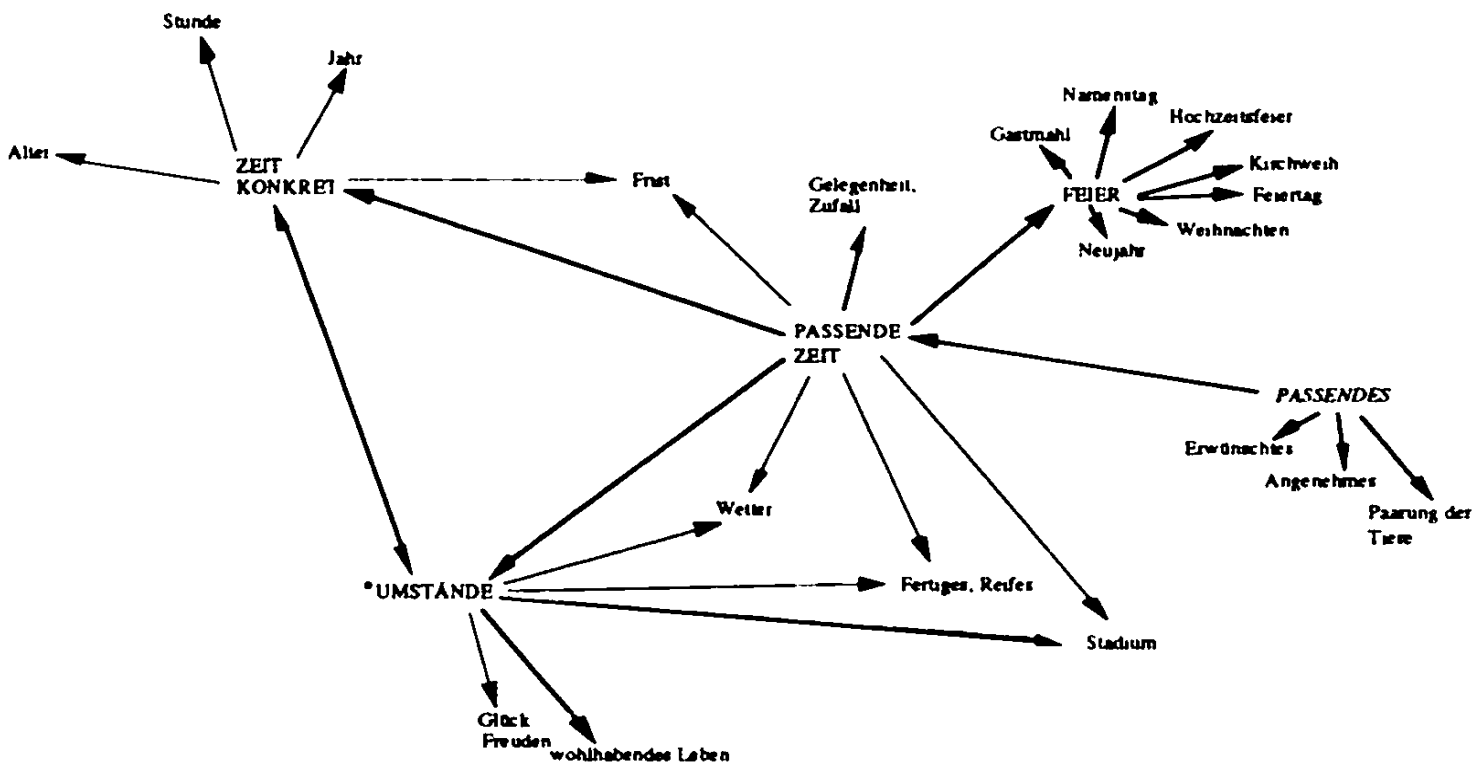 Stunde
Jahr
Alter
ZEIT
KONKRET
Frist
Gelegenheit,
Zufall
Namenstag
Gastmahl
Hochzeitsfeier
Kirchweih
FEIER
Feiertag
Weihnachten
Neujahr
PASSENDE
ZEIT
PASSENDES
Erwünschtes
Angenehmes
Paarung der
Tiere
Wetter
*UMSTÄNDE
Fertiges, Reifes
Stadium
Glück
Freuden
wohlhabendes Leben